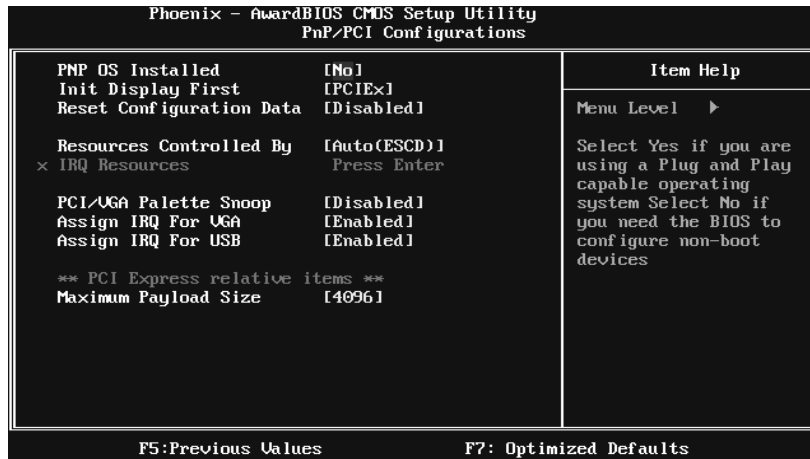 Phoenix - AwardBIOS CMOS Setup Utility
PnP/PCI Configurations
PNP OS Installed [No]
Init Display First [PCIEx]
Reset Configuration Data [Disabled]
Resources Controlled By [Auto(ESCD)]
x IRQ Resources Press Enter
PCI/VGA Palette Snoop [Disabled]
Assign IRQ For VGA [Enabled]
Assign IRQ For USB [Enabled]
** PCI Express relative items **
Maximum Payload Size [4096]
Item Help
Menu Level ▶
Select Yes if you are
using a Plug and Play
capable operating
system Select No if
you need the BIOS to
configure non-boot
devices
F5:Previous Values F7: Optimized Defaults